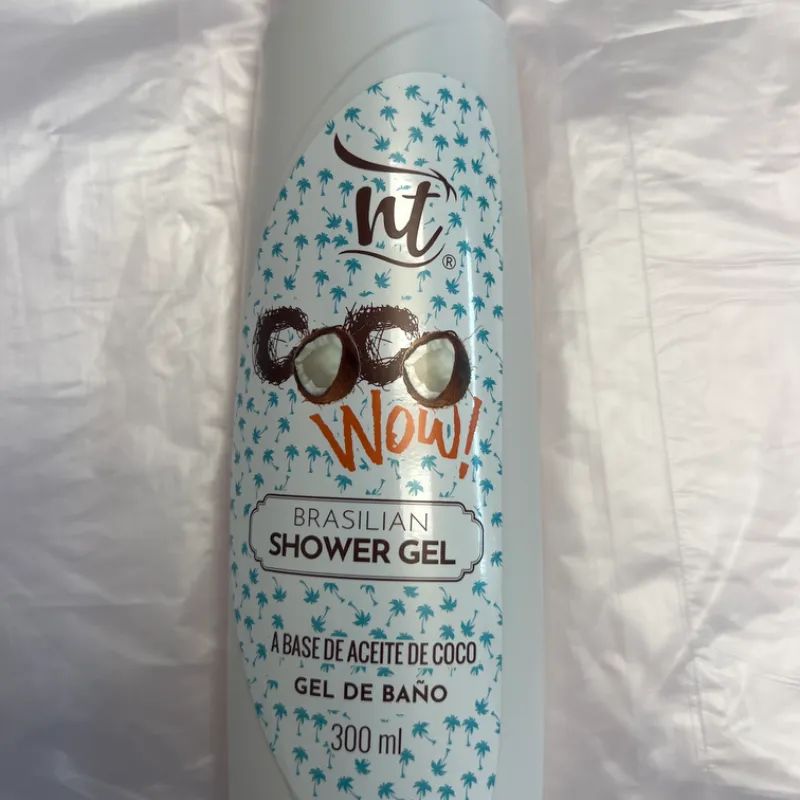 nt
®
COCO
WOW!
BRASILIAN
SHOWER GEL
A BASE DE ACEITE DE COCO
GEL DE BAÑO
300 ml